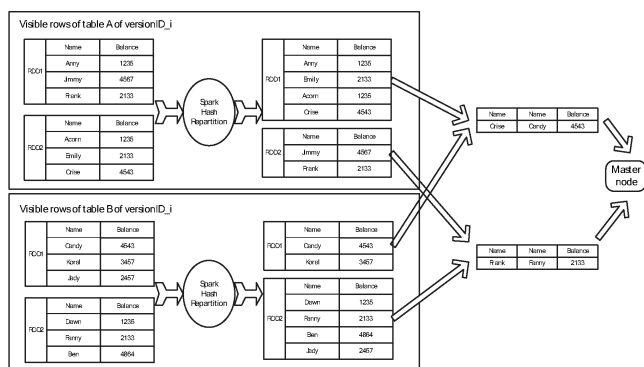 Visible rows of table A of versionID_i
RDD1
Name Balance
Anny 1235
Jimmy 4667
Frank 2133
RDD2
Name Balance
Acorn 1235
Emily 2133
Crise 4543
Spark
Hash
Repartition
RDD1
Name Balance
Anny 1235
Emily 2133
Acorn 1235
Crise 4543
RDD2
Name Balance
Jimmy 4667
Frank 2133
Visible rows of table B of versionID_i
RDD1
Name Balance
Candy 4543
Koral 3457
Jady 2457
RDD2
Name Balance
Dawn 1235
Fanny 2133
Ben 4864
Spark
Hash
Repartition
RDD1
Name Balance
Candy 4543
Koral 3457
RDD2
Name Balance
Dawn 1235
Fanny 2133
Ben 4864
Jady 2457
Name Name Balance
Crise Candy 4543
Name Name Balance
Frank Fanny 2133
Master
node